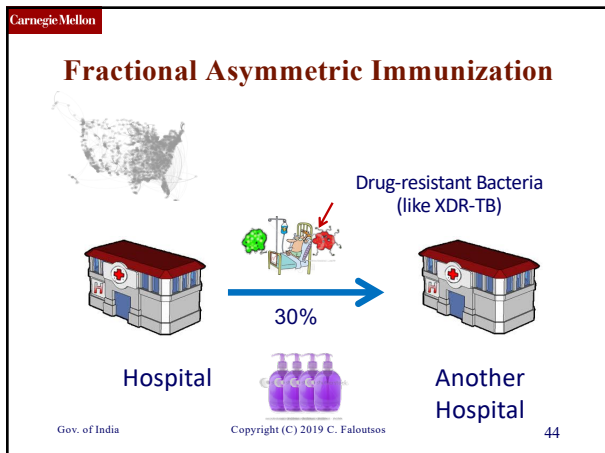 Carnegie Mellon
Fractional Asymmetric Immunization
Drug-resistant Bacteria
(like XDR-TB)
30%
Hospital
Another
Hospital
Gov. of India
Copyright (C) 2019 C. Faloutsos
44